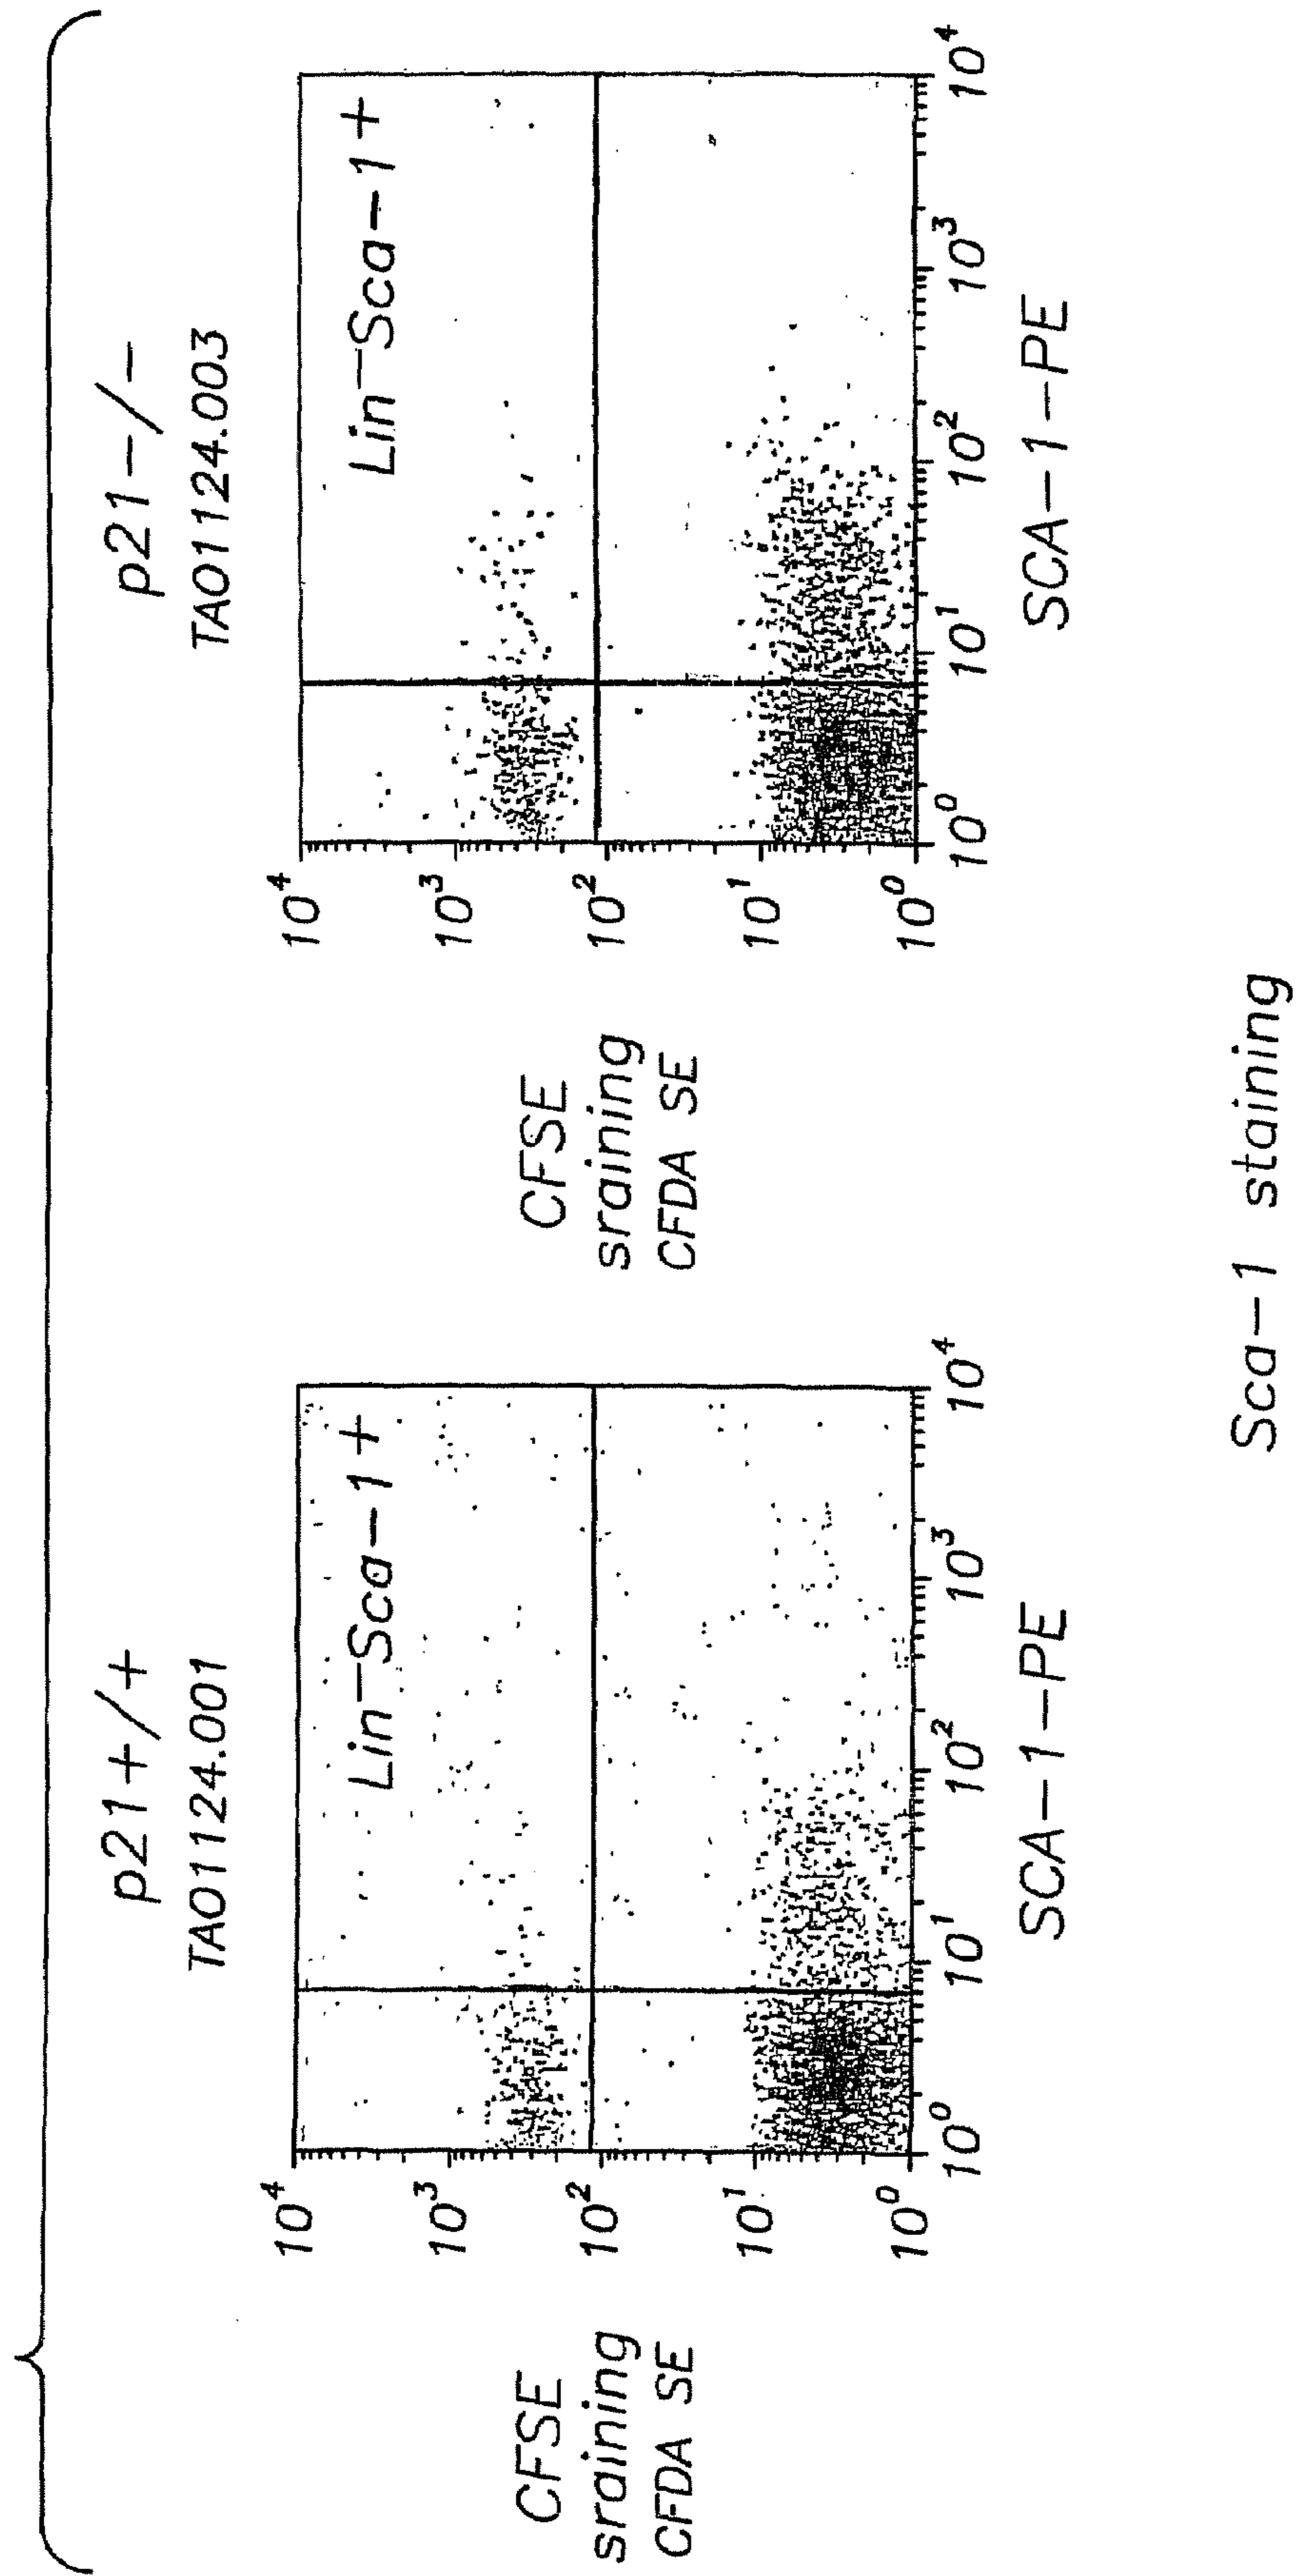 p21+/+
TAO1124.001
CFSE
sraining
CFDA SE
10⁴
10³
10²
10¹
10⁰
Lin⁻Sca-1+
10⁰ 10¹ 10² 10³ 10⁴
SCA-1-PE
p21-/-
TAO1124.003
CFSE
sraining
CFDA SE
10⁴
10³
10²
10¹
10⁰
Lin⁻Sca-1+
10⁰ 10¹ 10² 10³ 10⁴
SCA-1-PE
Sca-1 staining